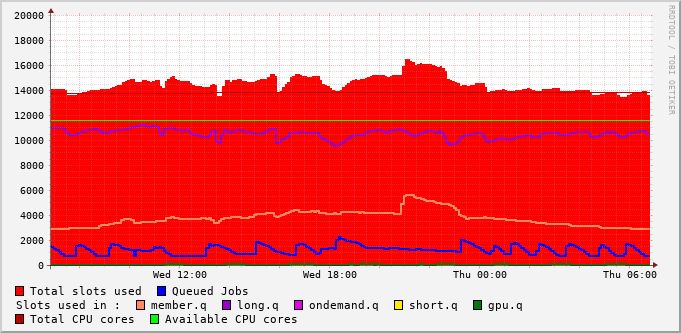 RRDTOOL / TOBI OETIKER
20000
18000
16000
14000
12000
10000
8000
6000
4000
2000
0
Wed 12:00 Wed 18:00 Thu 00:00 Thu 06:00
Total slots used Queued Jobs
Slots used in : member.q long.q ondemand.q short.q gpu.q
Total CPU cores Available CPU cores